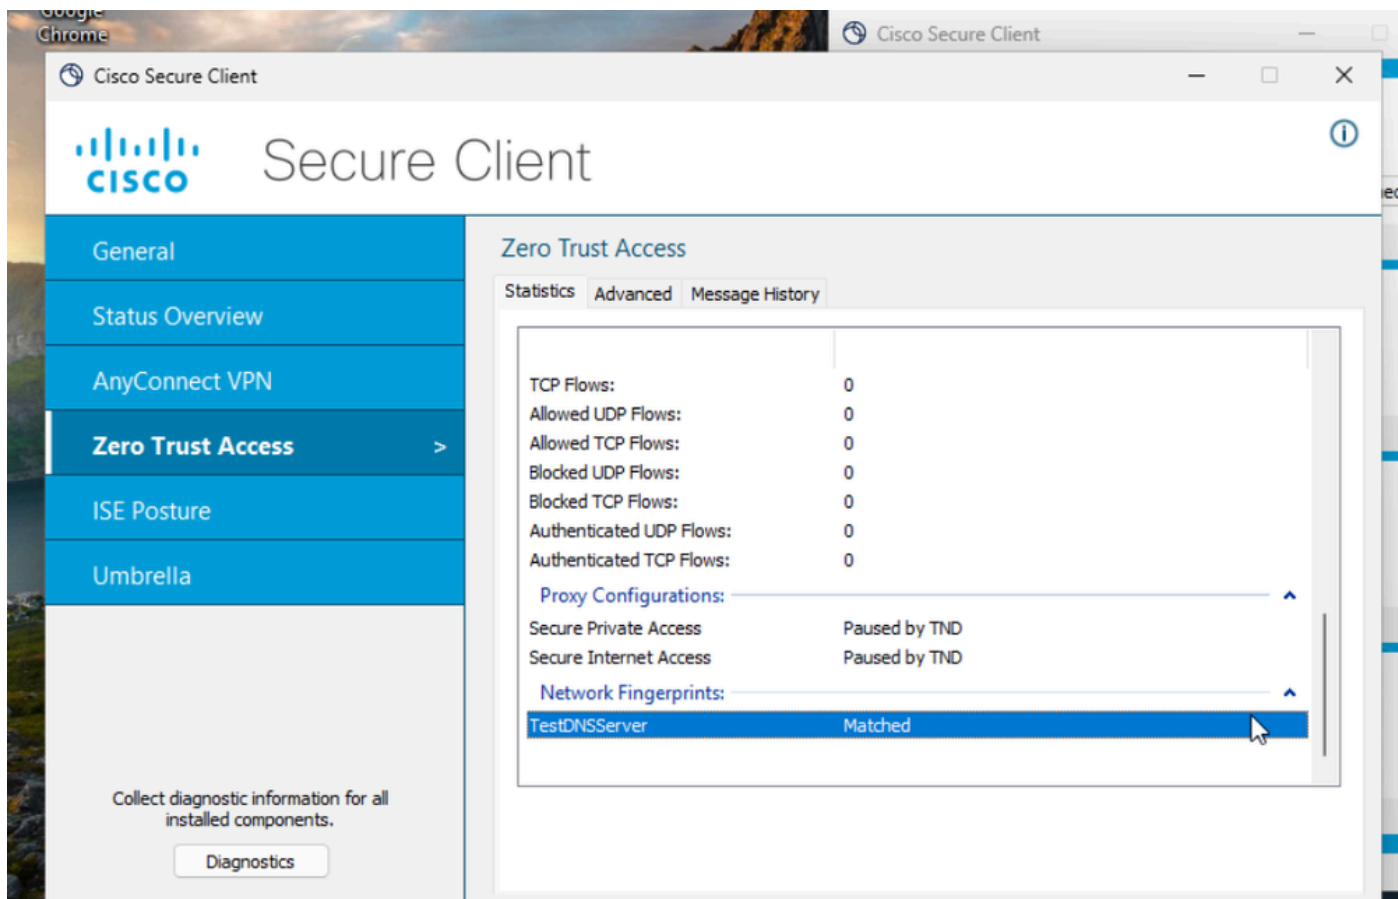 Google
Chrome
Cisco Secure Client
Cisco Secure Client
CISCO
Secure Client
General
Status Overview
AnyConnect VPN
Zero Trust Access >
ISE Posture
Umbrella
Collect diagnostic information for all
installed components.
Diagnostics
Zero Trust Access
Statistics Advanced Message History
TCP Flows: 0
Allowed UDP Flows: 0
Allowed TCP Flows: 0
Blocked UDP Flows: 0
Blocked TCP Flows: 0
Authenticated UDP Flows: 0
Authenticated TCP Flows: 0
Proxy Configurations:
Secure Private Access Paused by TND
Secure Internet Access Paused by TND
Network Fingerprints:
TestDNSServer Matched